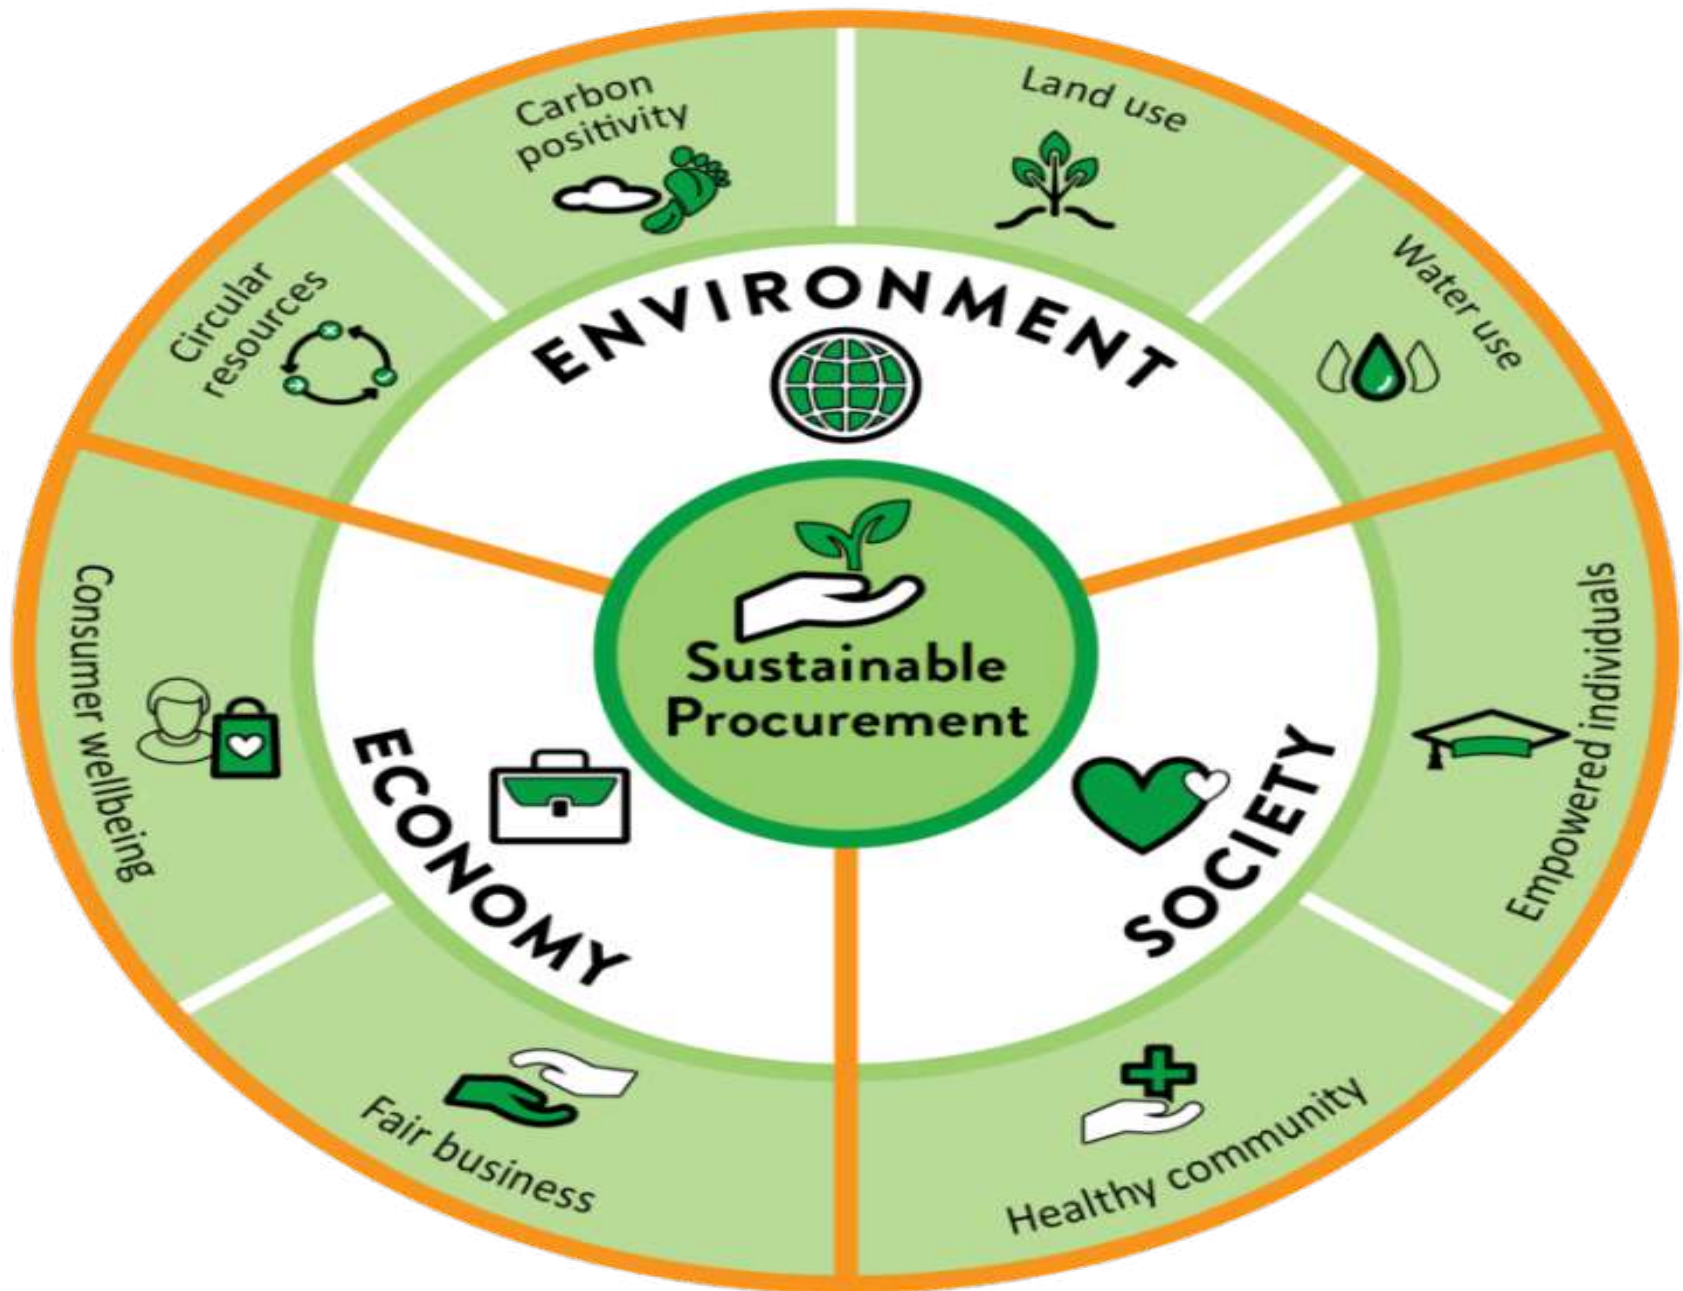 Carbon
positivity
Land use
Circular
resources
Water use
ENVIRONMENT
Sustainable
Procurement
Consumer wellbeing
ECONOMY
SOCIETY
Empowered individuals
Fair business
Healthy community